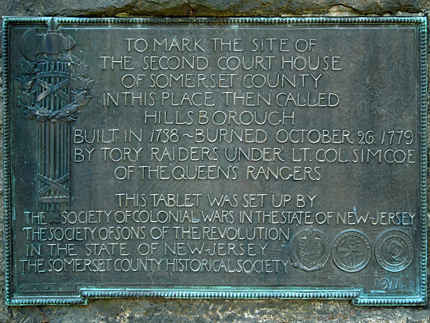 TO MARK THE SITE OF
THE SECOND COURT HOUSE
OF SOMERSET COUNTY
IN THIS PLACE THEN CALLED
HILLSBOROUGH
BUILT IN 1738~BURNED OCTOBER 26 1779
BY TORY RAIDERS UNDER LT. COL SIMCOE
OF THE QUEEN'S RANGERS
THIS TABLET WAS SET UP BY
THE SOCIETY OF COLONIAL WARS IN THE STATE OF NEW-JERSEY
THE SOCIETY OF SONS OF THE REVOLUTION
IN THE STATE OF NEW-JERSEY
THE SOMERSET COUNTY HISTORICAL SOCIETY